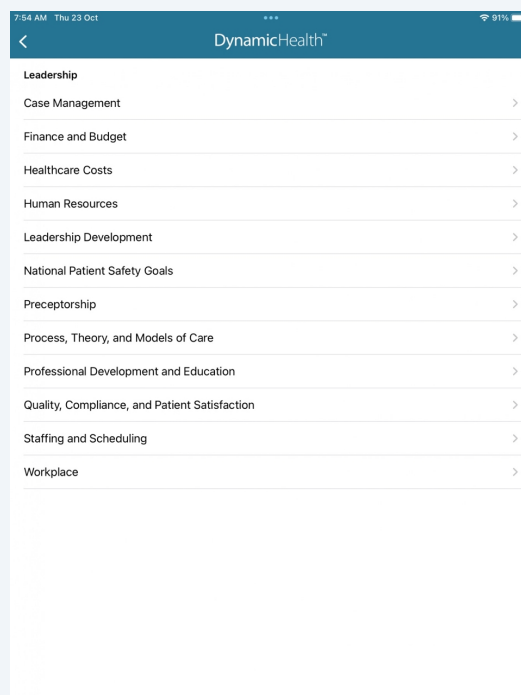 7:54 AM Thu 23 Oct
91%
DynamicHealth™
Leadership
Case Management
Finance and Budget
Healthcare Costs
Human Resources
Leadership Development
National Patient Safety Goals
Preceptorship
Process, Theory, and Models of Care
Professional Development and Education
Quality, Compliance, and Patient Satisfaction
Staffing and Scheduling
Workplace